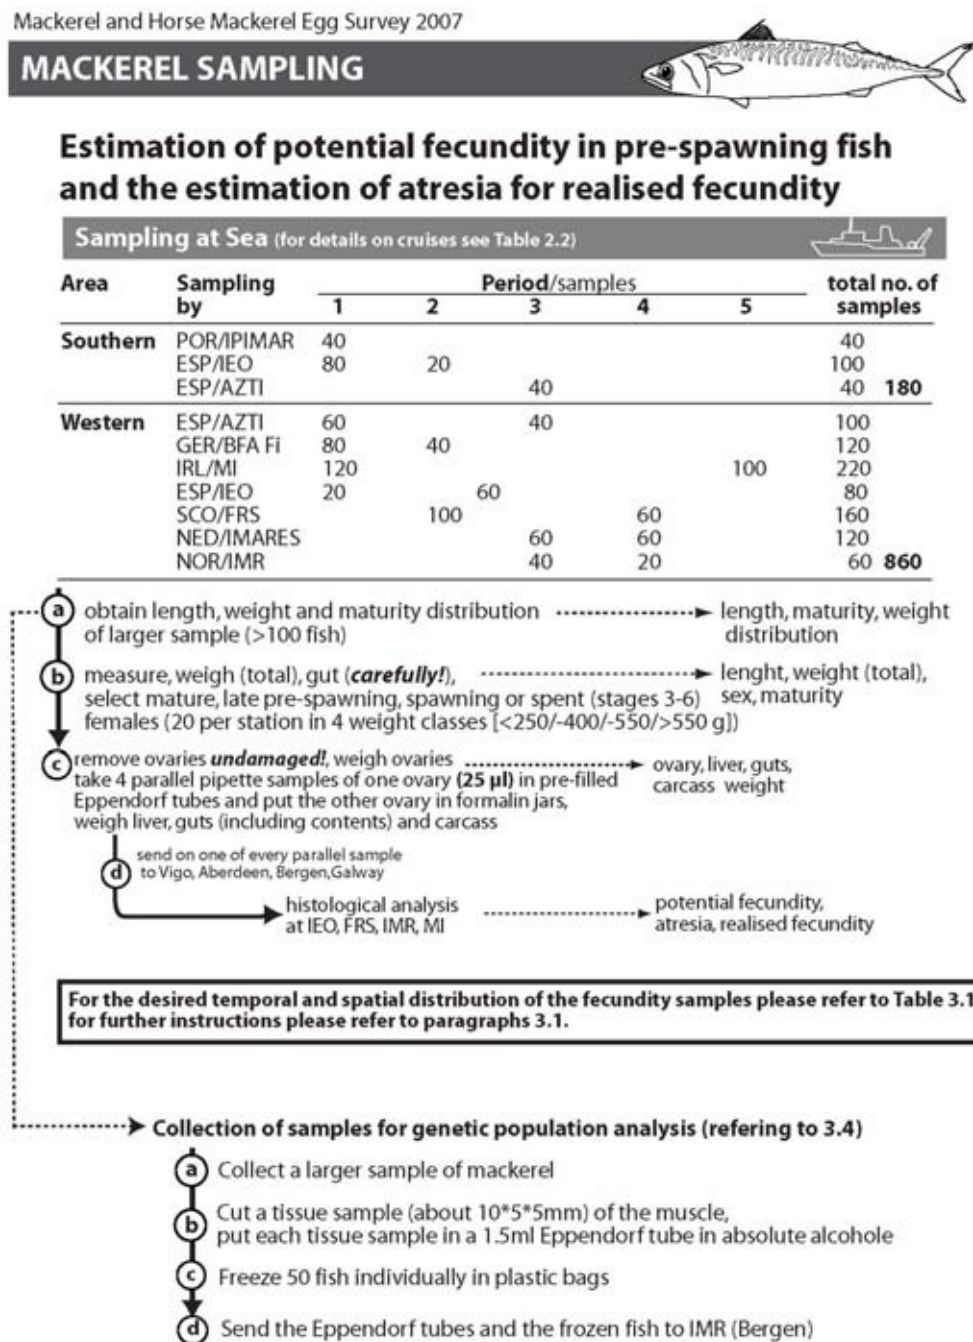 Mackerel and Horse Mackerel Egg Survey 2007
MACKEREL SAMPLING
Estimation of potential fecundity in pre-spawning fish
and the estimation of atresia for realised fecundity
Sampling at Sea (for details on cruises see Table 2.2)
Area Sampling Period/samples total no. of
by 1 2 3 4 5 samples
Southern POR/IPIMAR 40 40
ESP/IEO 80 20 100
ESP/AZTI 40 40 180
Western ESP/AZTI 60 40 100
GER/BFA Fi 80 40 120
IRL/MI 120 100 220
ESP/IEO 20 60 80
SCO/FRS 100 60 160
NED/IMARES 60 60 120
NOR/IMR 40 20 60 860
a obtain length, weight and maturity distribution length, maturity, weight
of larger sample (>100 fish) distribution
b measure, weigh (total), gut (carefully!), lenght, weight (total),
select mature, late pre-spawning, spawning or spent (stages 3-6) sex, maturity
females (20 per station in 4 weight classes [<250/-400/-550/>550 g])
c remove ovaries undamaged!, weigh ovaries ovary, liver, guts,
take 4 parallel pipette samples of one ovary (25 µl) in pre-filled carcass weight
Eppendorf tubes and put the other ovary in formalin jars,
weigh liver, guts (including contents) and carcass
d send on one of every parallel sample
to Vigo, Aberdeen, Bergen,Galway
histological analysis potential fecundity,
at IEO, FRS, IMR, MI atresia, realised fecundity
For the desired temporal and spatial distribution of the fecundity samples please refer to Table 3.1
for further instructions please refer to paragraphs 3.1.
Collection of samples for genetic population analysis (refering to 3.4)
a Collect a larger sample of mackerel
b Cut a tissue sample (about 10*5*5mm) of the muscle,
put each tissue sample in a 1.5ml Eppendorf tube in absolute alcohole
c Freeze 50 fish individually in plastic bags
d Send the Eppendorf tubes and the frozen fish to IMR (Bergen)